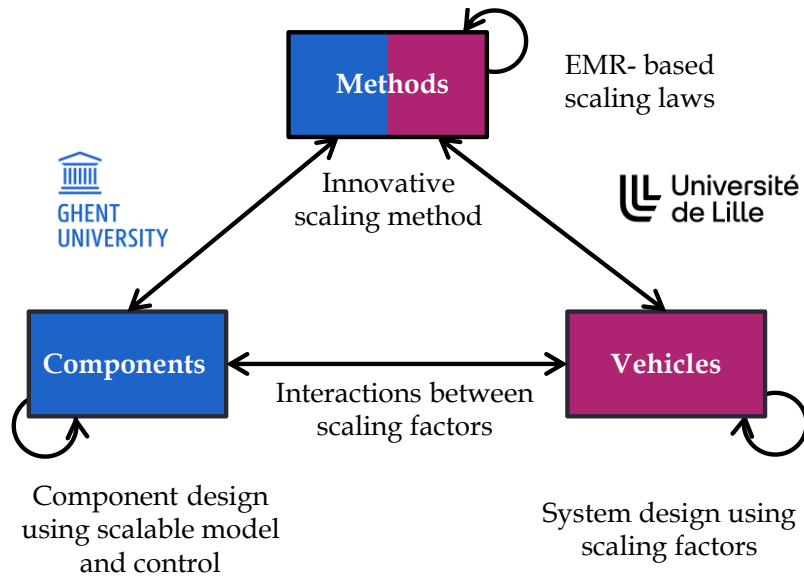 Methods
EMR- based
scaling laws
GHENT
UNIVERSITY
Innovative
scaling method
Université
de Lille
Components
Vehicles
Interactions between
scaling factors
Component design
using scalable model
and control
System design using
scaling factors